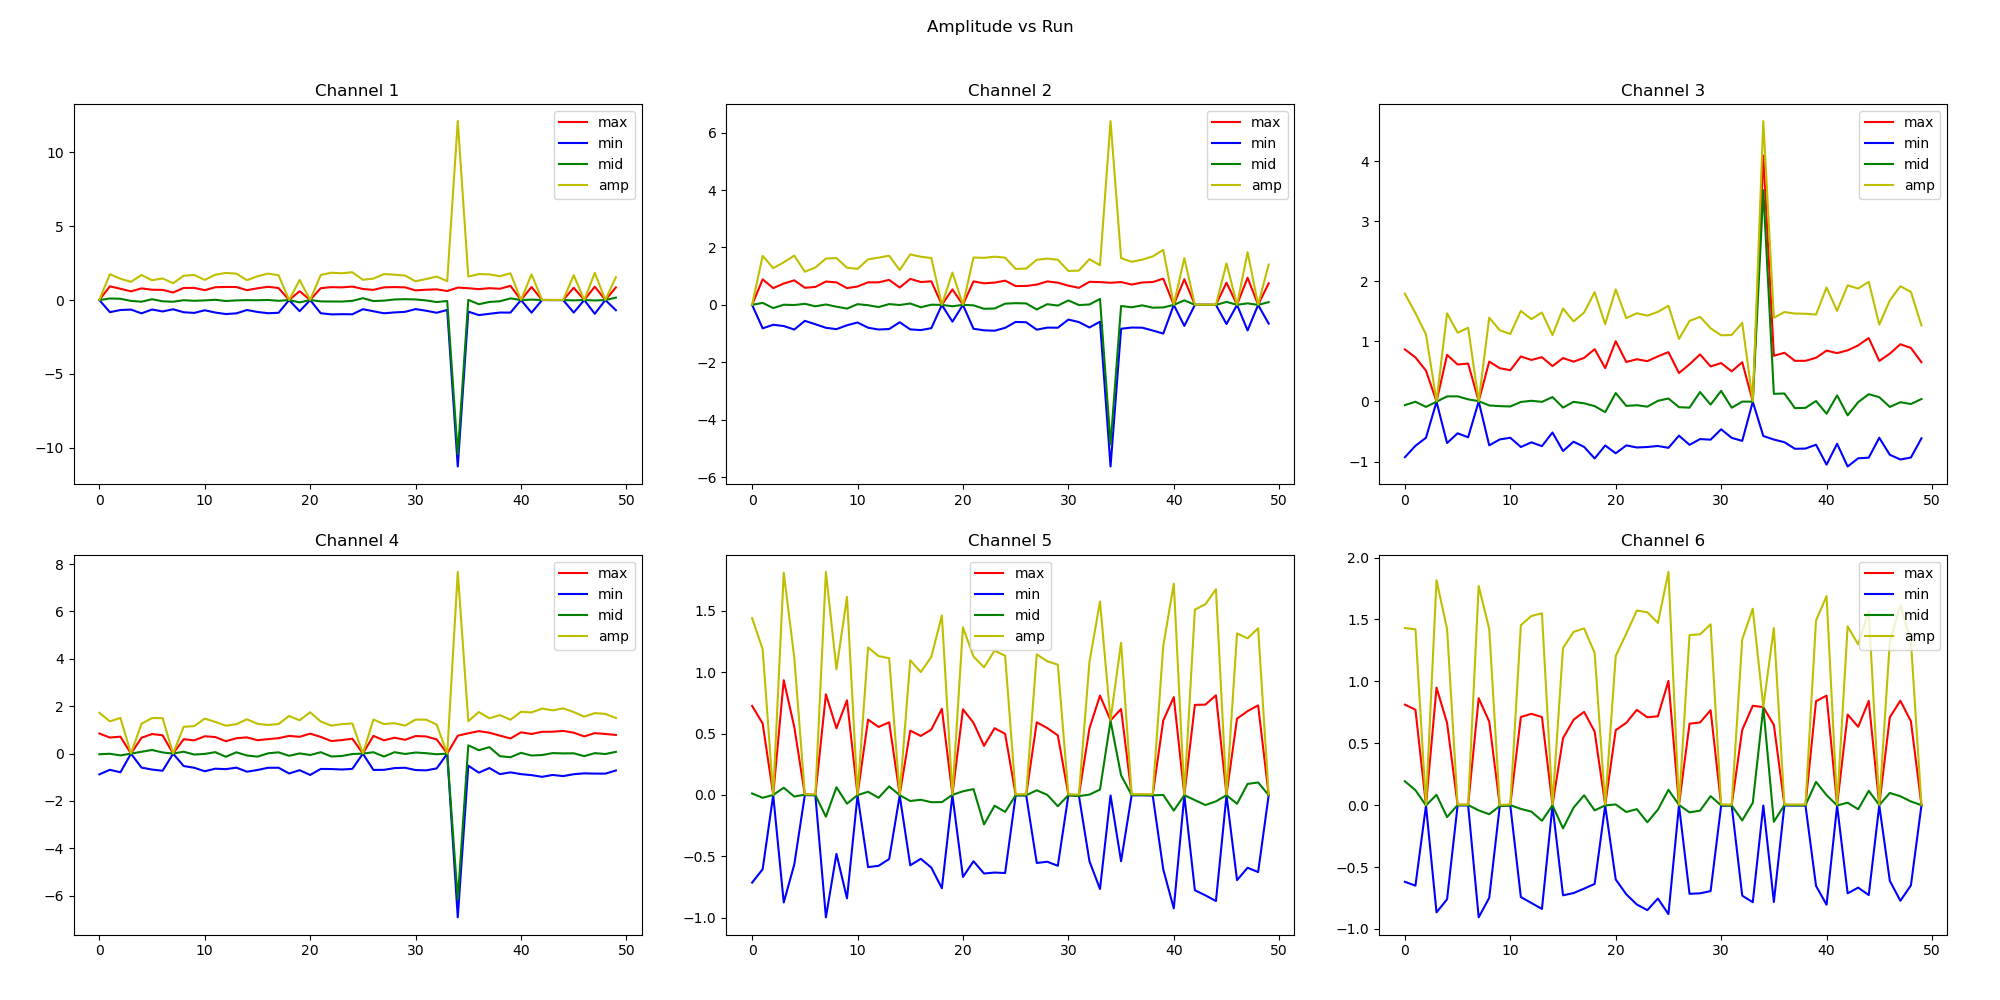 Amplitude vs Run
Channel 1
max
min
mid
amp
10
5
0
−5
−10
0 10 20 30 40 50
Channel 2
max
min
mid
amp
6
4
2
0
−2
−4
−6
0 10 20 30 40 50
Channel 3
max
min
mid
amp
4
3
2
1
0
−1
0 10 20 30 40 50
Channel 4
max
min
mid
amp
8
6
4
2
0
−2
−4
−6
0 10 20 30 40 50
Channel 5
max
min
mid
amp
1.5
1.0
0.5
0.0
−0.5
−1.0
0 10 20 30 40 50
Channel 6
max
min
mid
amp
2.0
1.5
1.0
0.5
0.0
−0.5
−1.0
0 10 20 30 40 50